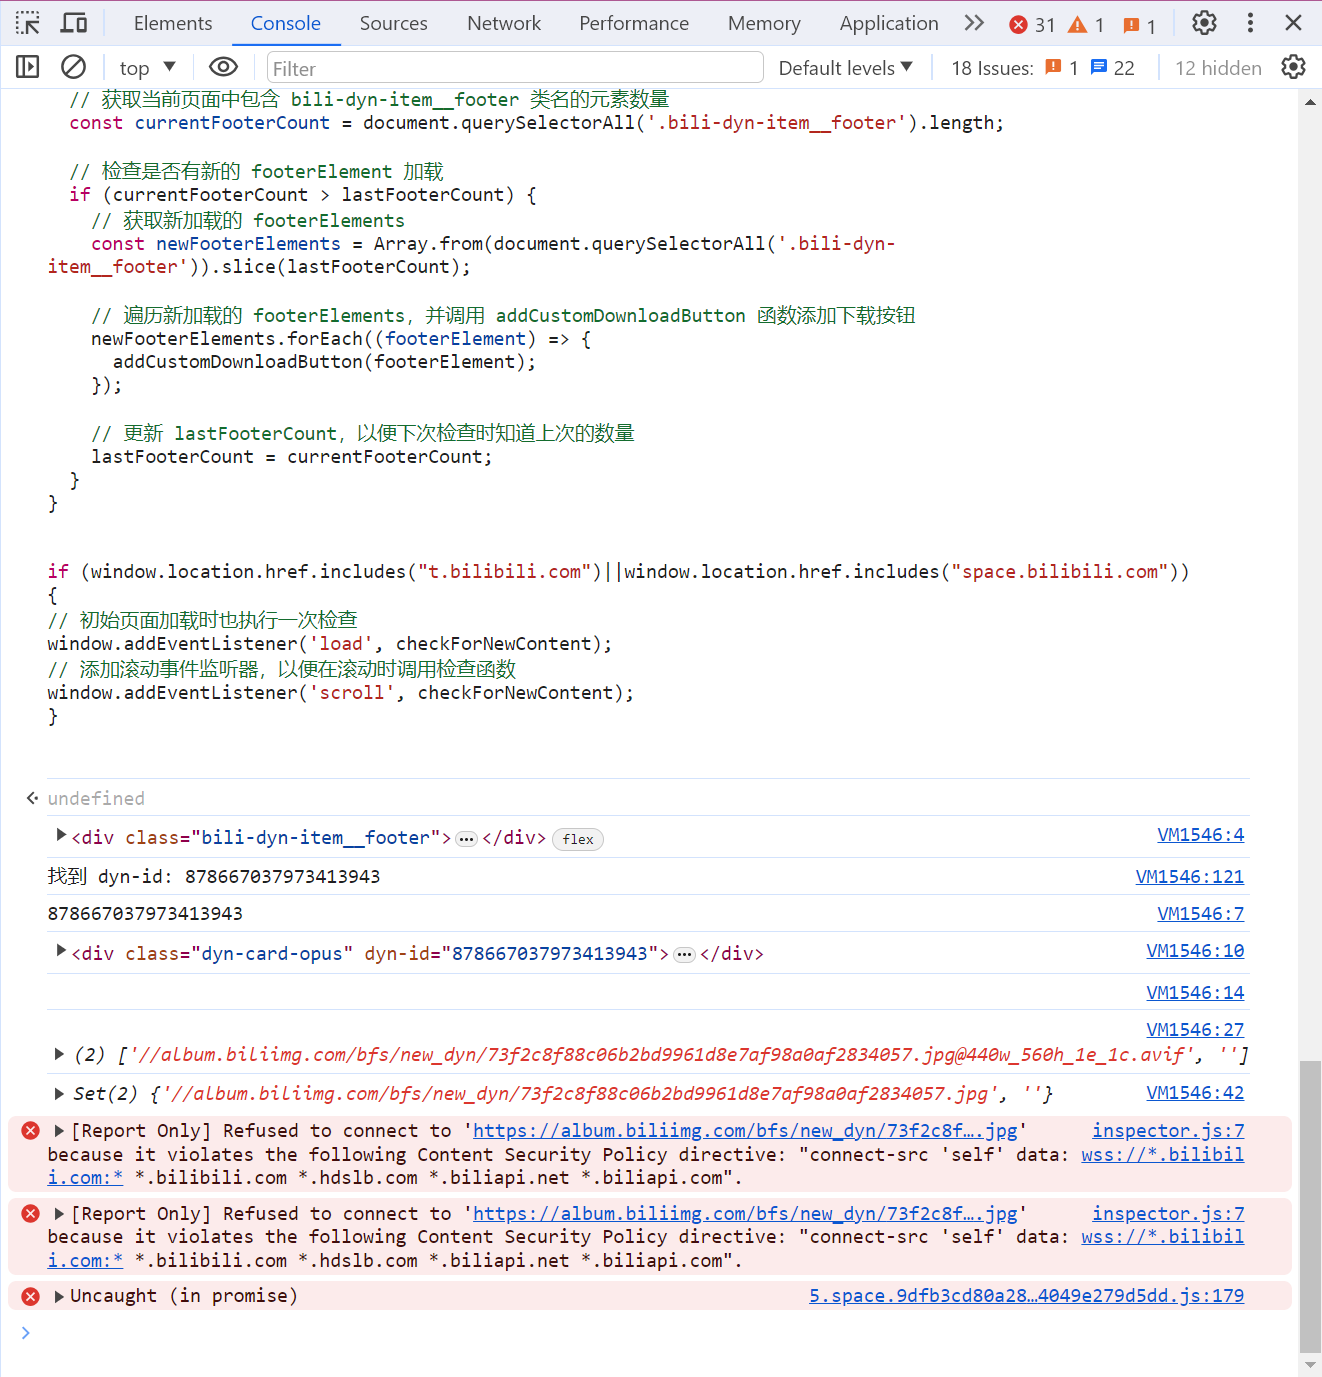 Elements Console Sources Network Performance Memory Application 31 1 1
top Filter Default levels 18 Issues: 1 22 12 hidden
// 获取当前页面中包含 bili-dyn-item__footer 类名的元素数量
const currentFooterCount = document.querySelectorAll('.bili-dyn-item__footer').length;
// 检查是否有新的 footerElement 加载
if (currentFooterCount > lastFooterCount) {
// 获取新加载的 footerElements
const newFooterElements = Array.from(document.querySelectorAll('.bili-dyn-
item__footer')).slice(lastFooterCount);
// 遍历新加载的 footerElements，并调用 addCustomDownloadButton 函数添加下载按钮
newFooterElements.forEach((footerElement) => {
addCustomDownloadButton(footerElement);
});
// 更新 lastFooterCount，以便下次检查时知道上次的数量
lastFooterCount = currentFooterCount;
}
}
if (window.location.href.includes("t.bilibili.com")||window.location.href.includes("space.bilibili.com"))
{
// 初始页面加载时也执行一次检查
window.addEventListener('load', checkForNewContent);
// 添加滚动事件监听器，以便在滚动时调用检查函数
window.addEventListener('scroll', checkForNewContent);
}
undefined
<div class="bili-dyn-item__footer">…</div> flex VM1546:4
找到 dyn-id: 878667037973413943 VM1546:121
878667037973413943 VM1546:7
<div class="dyn-card-opus" dyn-id="878667037973413943">…</div> VM1546:10
VM1546:14
VM1546:27
(2) ['//album.biliimg.com/bfs/new_dyn/73f2c8f88c06b2bd9961d8e7af98a0af2834057.jpg@440w_560h_1e_1c.avif', '']
Set(2) {'//album.biliimg.com/bfs/new_dyn/73f2c8f88c06b2bd9961d8e7af98a0af2834057.jpg', ''} VM1546:42
[Report Only] Refused to connect to 'https://album.biliimg.com/bfs/new_dyn/73f2c8f….jpg' inspector.js:7
because it violates the following Content Security Policy directive: "connect-src 'self' data: wss://*.bilibil
i.com:* *.bilibili.com *.hdslb.com *.biliapi.net *.biliapi.com".
[Report Only] Refused to connect to 'https://album.biliimg.com/bfs/new_dyn/73f2c8f….jpg' inspector.js:7
because it violates the following Content Security Policy directive: "connect-src 'self' data: wss://*.bilibil
i.com:* *.bilibili.com *.hdslb.com *.biliapi.net *.biliapi.com".
Uncaught (in promise) 5.space.9dfb3cd80a28…4049e279d5dd.js:179